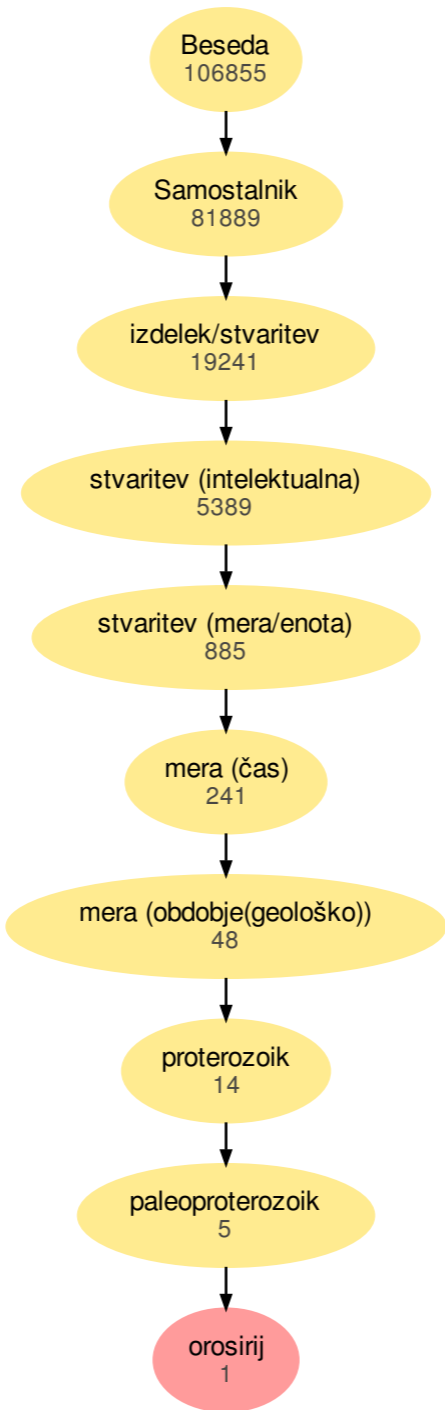 Beseda
106855
Samostalnik
81889
izdelek/stvaritev
19241
stvaritev (intelektualna)
5389
stvaritev (mera/enota)
885
mera (čas)
241
mera (obdobje(geološko))
48
proterozoik
14
paleoproterozoik
5
orosirij
1